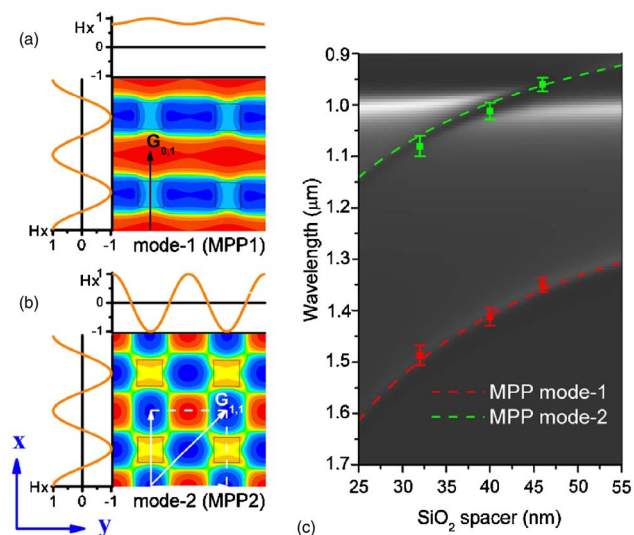 (a)
Hx
1
0
-1
G0;1
Hx
1 0 -1
mode-1 (MPP1)
(b)
Hx
1
0
-1
G1,1
Hx
1 0 -1
mode-2 (MPP2)
x
y
(c)
Wavelength (μm)
0.9
1.0
1.1
1.2
1.3
1.4
1.5
1.6
1.7
MPP mode-1
MPP mode-2
25 30 35 40 45 50 55
SiO2 spacer (nm)